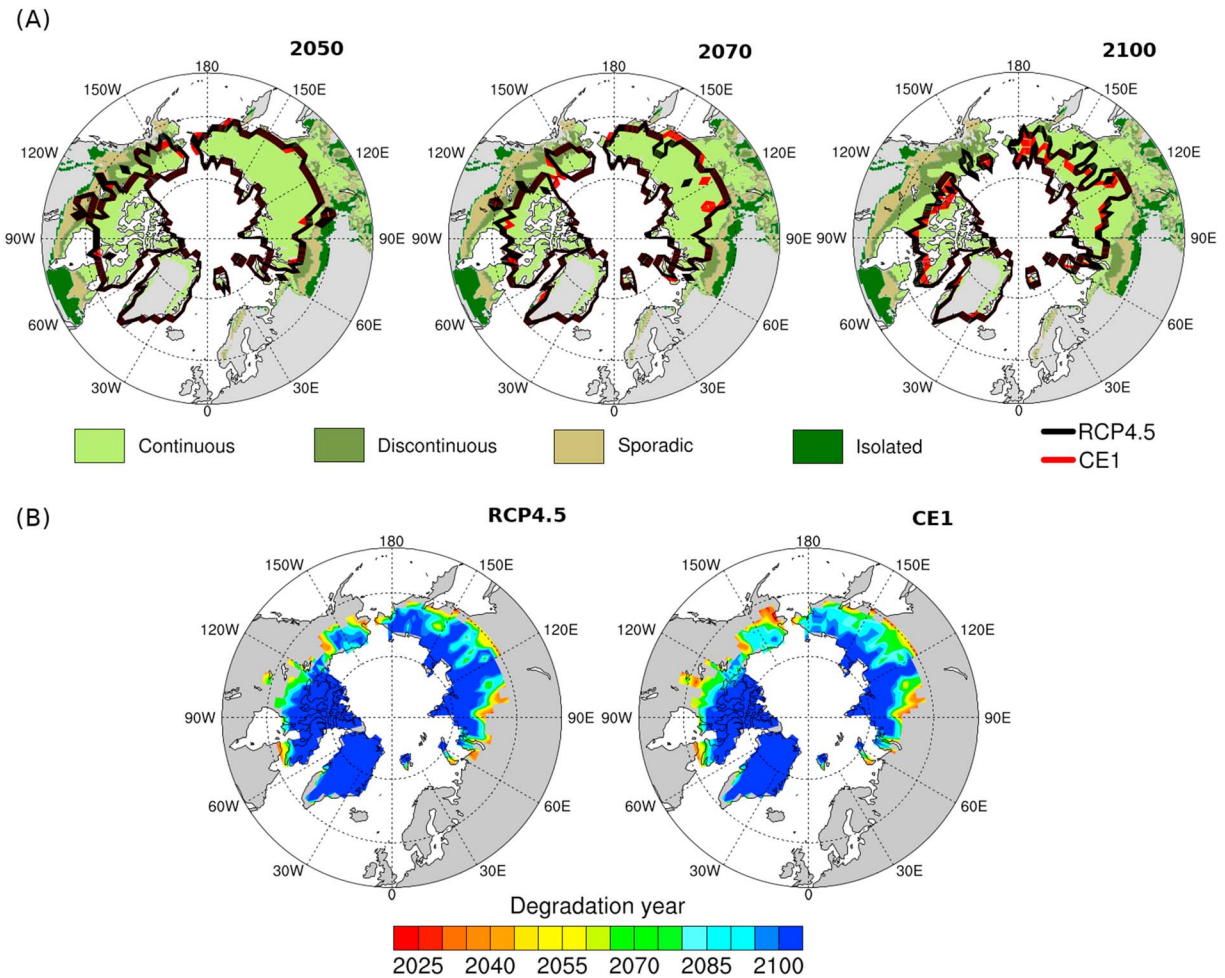 (A)
2050 2070 2100
180 180 180
150W 150E 150W 150E 150W 150E
120W 120E 120W 120E 120W 120E
90W 90E 90W 90E 90W 90E
60W 60E 60W 60E 60W 60E
30W 30E 30W 30E 30W 30E
0 0 0
Continuous Discontinuous Sporadic Isolated RCP4.5
CE1
(B)
RCP4.5 CE1
180 180
150W 150E 150W 150E
120W 120E 120W 120E
90W 90E 90W 90E
60W 60E 60W 60E
30W 30E 30W 30E
0 0
Degradation year
2025 2040 2055 2070 2085 2100